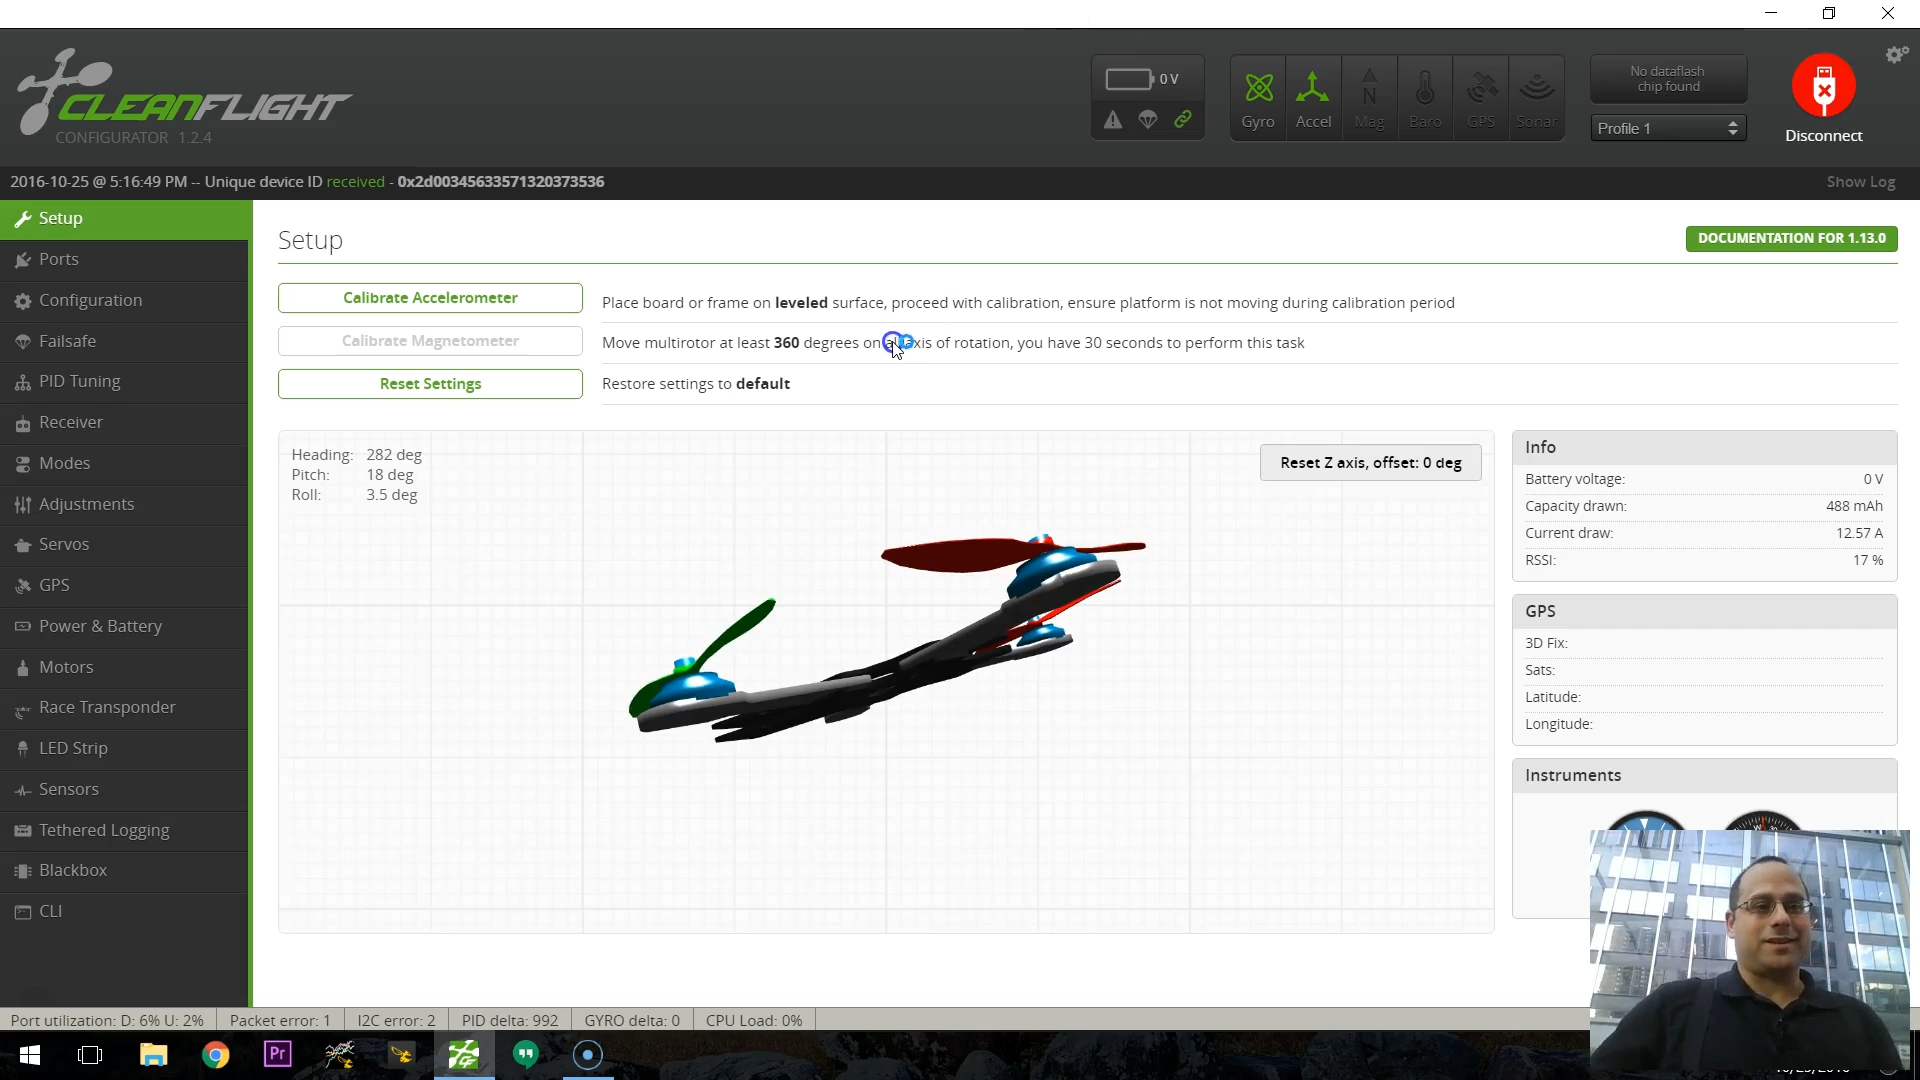 CLEANFLIGHT
CONFIGURATOR 1.2.4
0 V
Gyro
Accel
Mag
Baro
GPS
Sonar
No dataflash
chip found
Profile 1
Disconnect
2016-10-25 @ 5:16:49 PM -- Unique device ID received - 0x2d00345633571320373536
Show Log
Setup
Ports
Configuration
Failsafe
PID Tuning
Receiver
Modes
Adjustments
Servos
GPS
Power & Battery
Motors
Race Transponder
LED Strip
Sensors
Tethered Logging
Blackbox
CLI
Setup
DOCUMENTATION FOR 1.13.0
Calibrate Accelerometer
Place board or frame on leveled surface, proceed with calibration, ensure platform is not moving during calibration period
Calibrate Magnetometer
Move multirotor at least 360 degrees on axis of rotation, you have 30 seconds to perform this task
Reset Settings
Restore settings to default
Heading: 282 deg
Pitch: 18 deg
Roll: 3.5 deg
Reset Z axis, offset: 0 deg
Info
Battery voltage: 0 V
Capacity drawn: 488 mAh
Current draw: 12.57 A
RSSI: 17 %
GPS
3D Fix:
Sats:
Latitude:
Longitude:
Instruments
Port utilization: D: 6% U: 2%
Packet error: 1
I2C error: 2
PID delta: 992
GYRO delta: 0
CPU Load: 0%
Pr